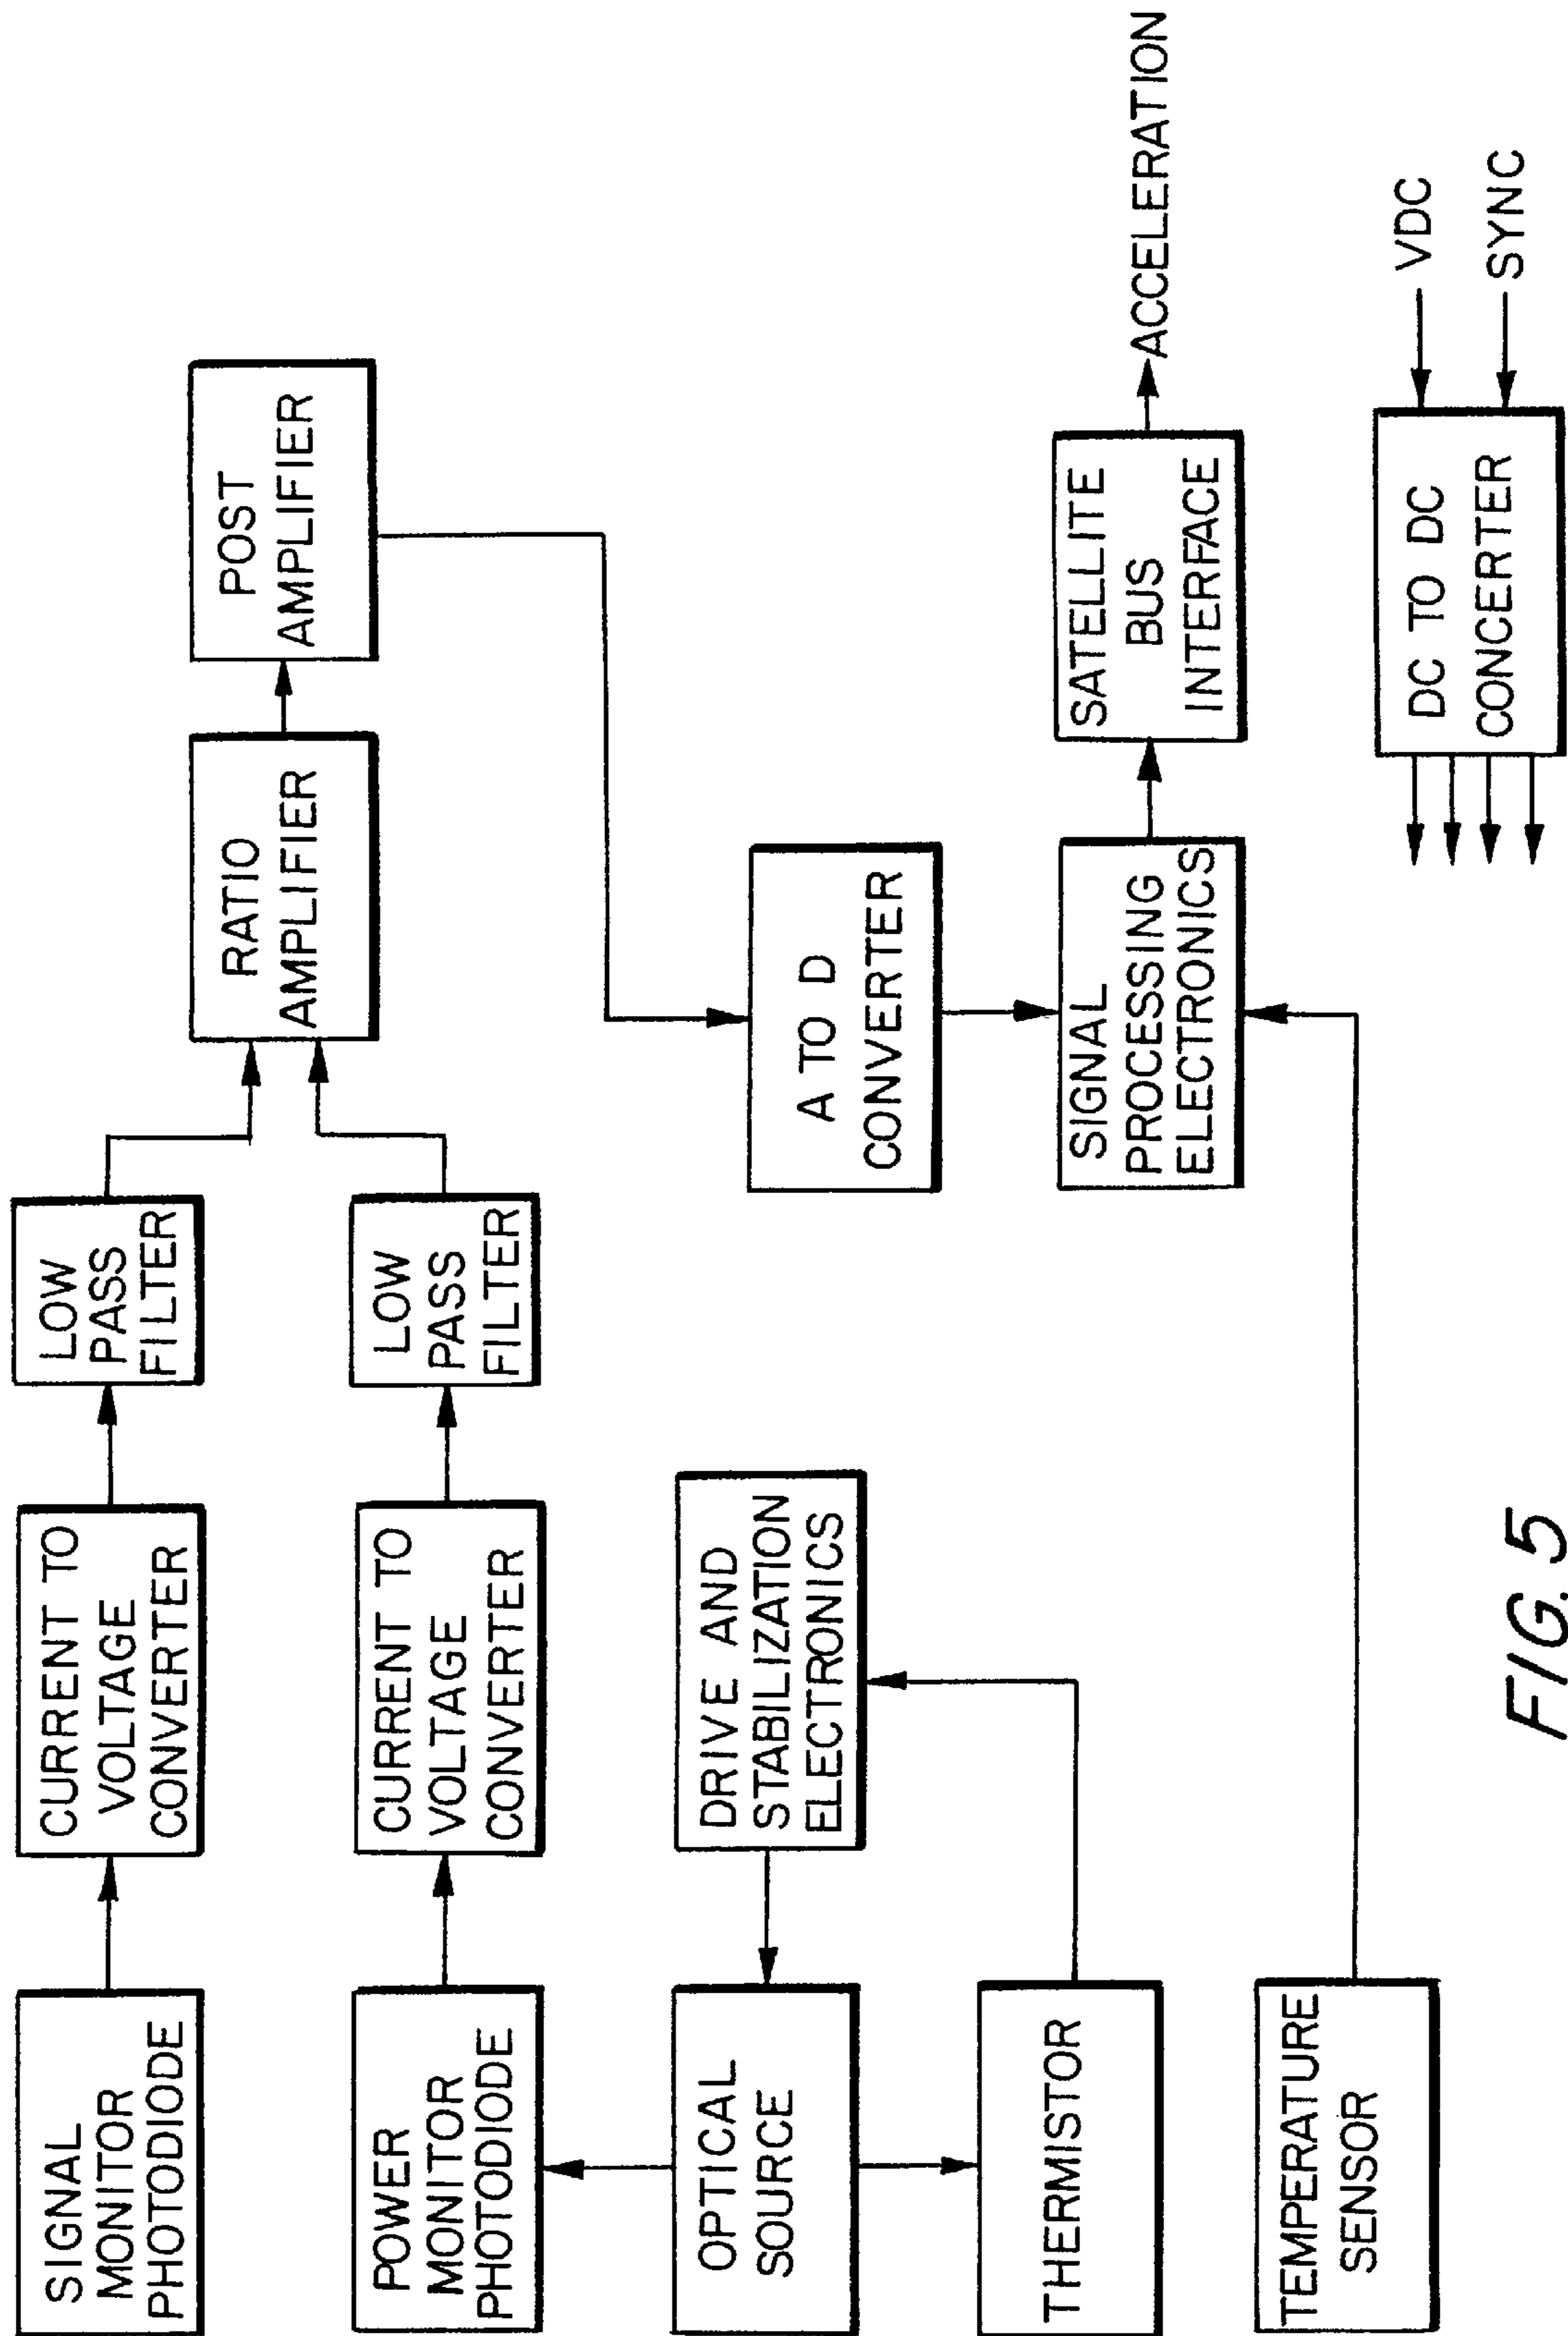 SIGNAL
MONITOR
PHOTODIODE
CURRENT TO
VOLTAGE
CONVERTER
LOW
PASS
FILTER
RATIO
AMPLIFIER
POST
AMPLIFIER
POWER
MONITOR
PHOTODIODE
CURRENT TO
VOLTAGE
CONVERTER
LOW
PASS
FILTER
OPTICAL
SOURCE
DRIVE AND
STABILIZATION
ELECTRONICS
A TO D
CONVERTER
THERMISTOR
SIGNAL
PROCESSING
ELECTRONICS
SATELLITE
BUS
INTERFACE
ACCELERATION
TEMPERATURE
SENSOR
DC TO DC
CONCERTER
VDC
SYNC
FIG. 5